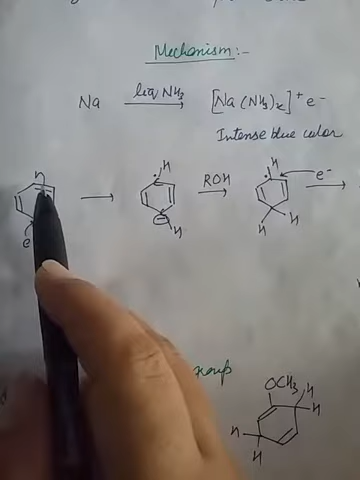 Mechanism:-
Na liq NH₃ [Na(NH₃)ₓ]⁺ e⁻
Intense blue color
H H ROH H e⁻
e H H H
OCH₃ H
H H
H